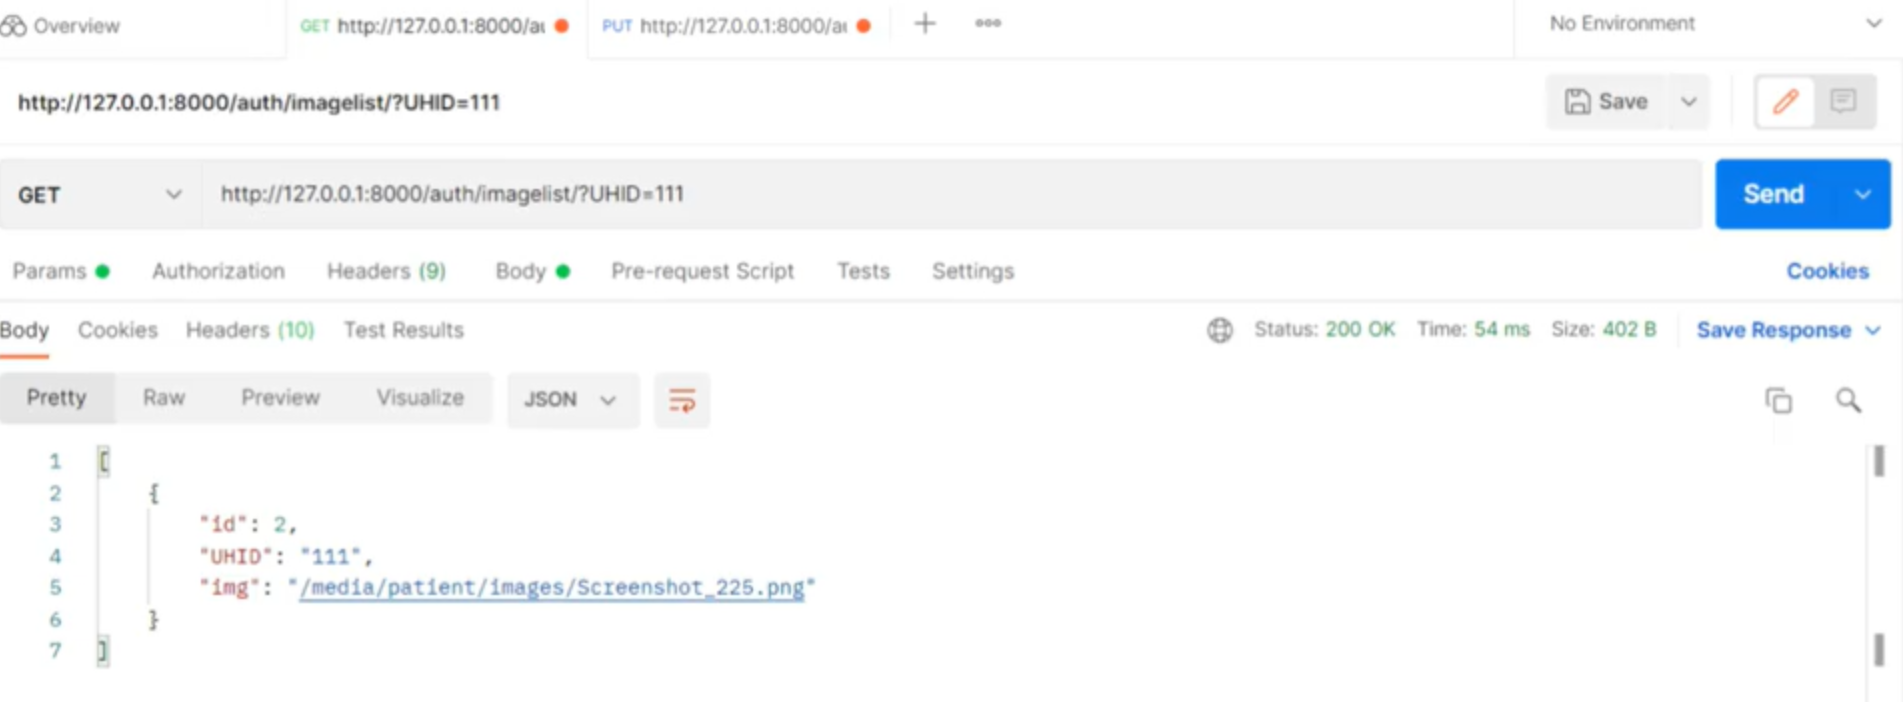 Overview GET http://127.0.0.1:8000/au PUT http://127.0.0.1:8000/au No Environment
http://127.0.0.1:8000/auth/imagelist/?UHID=111 Save
GET http://127.0.0.1:8000/auth/imagelist/?UHID=111 Send
Params Authorization Headers (9) Body Pre-request Script Tests Settings Cookies
Body Cookies Headers (10) Test Results Status: 200 OK Time: 54 ms Size: 402 B Save Response
Pretty Raw Preview Visualize JSON
1 [
2 {
3 "id": 2,
4 "UHID": "111",
5 "img": "/media/patient/images/Screenshot_225.png"
6 }
7 ]